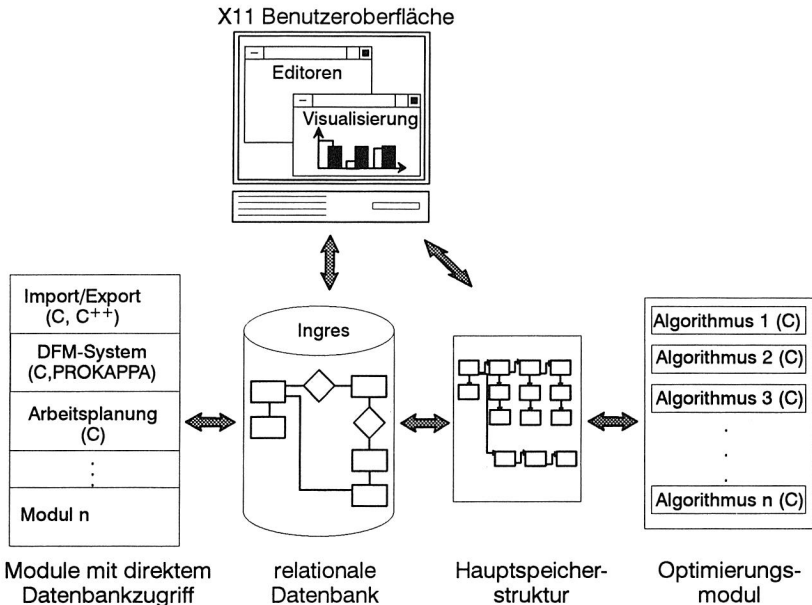 X11 Benutzeroberfläche
Editoren
Visualisierung
Import/Export
(C, C++)
DFM-System
(C,PROKAPPA)
Arbeitsplanung
(C)
Modul n
Ingres
Algorithmus 1 (C)
Algorithmus 2 (C)
Algorithmus 3 (C)
Algorithmus n (C)
Module mit direktem
Datenbankzugriff
relationale
Datenbank
Hauptspeicher-
struktur
Optimierungs-
modul